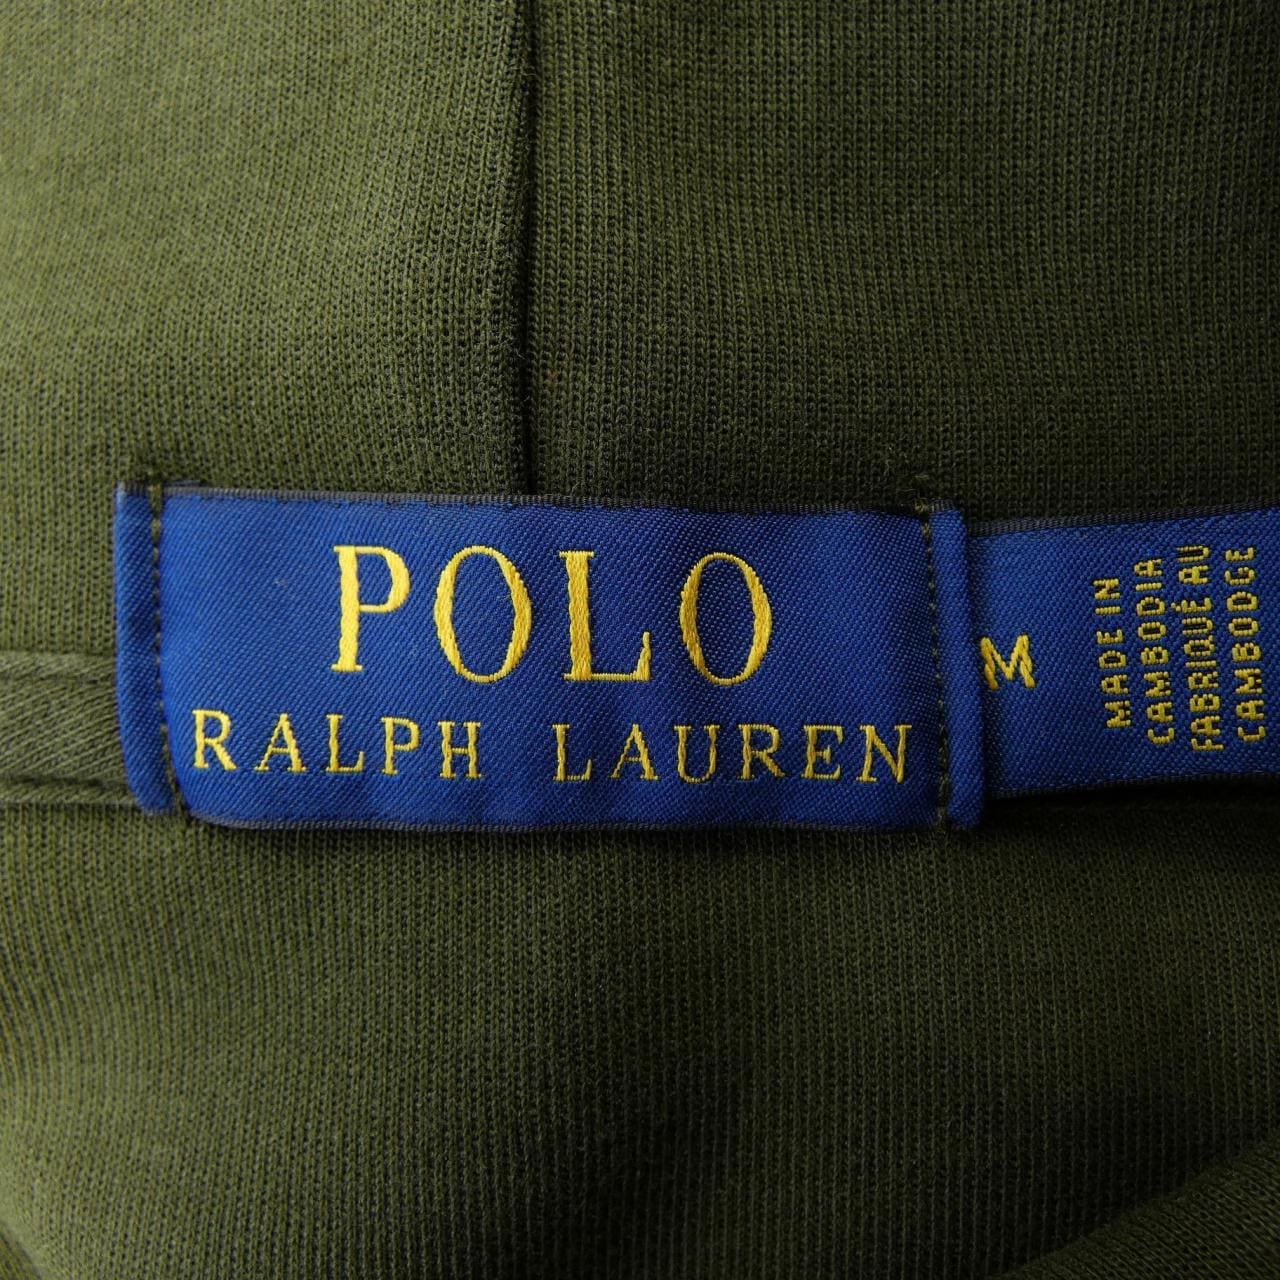 POLO
RALPH LAUREN
M
MADE IN
CAMBODIA
FABRIQUÉ AU
CAMBODGE